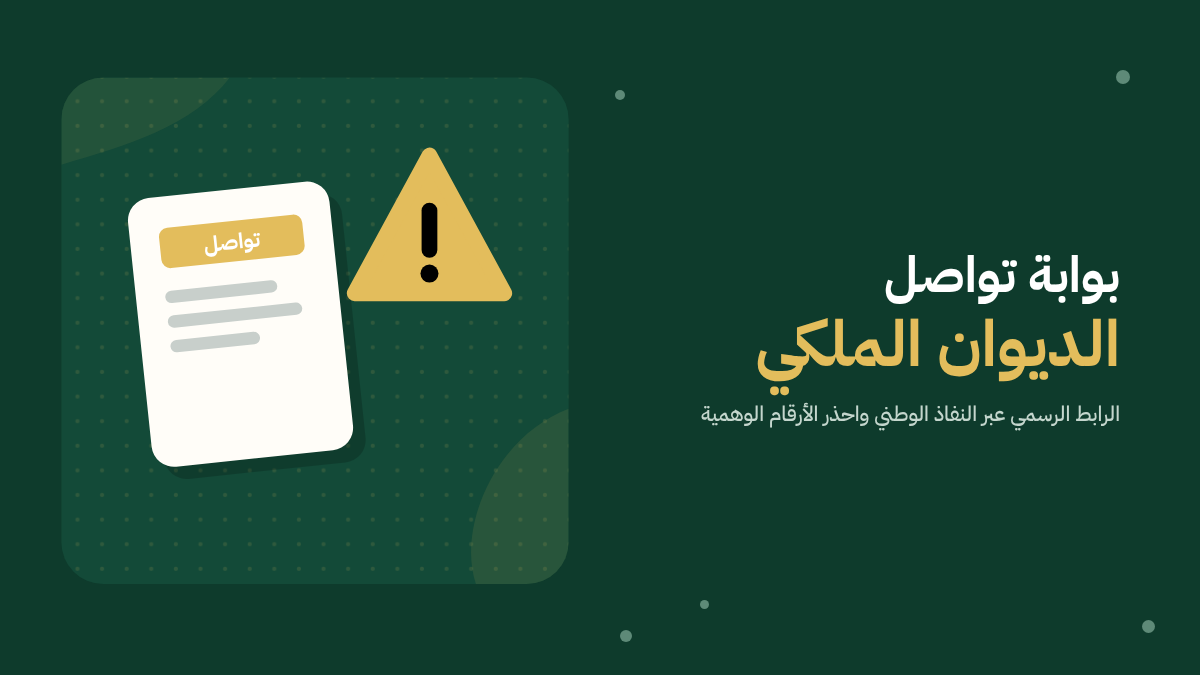 بوابة تواصل
الديوان الملكي
الرابط الرسمي عبر النفاذ الوطني واحذر الأرقام الوهمية
تواصل